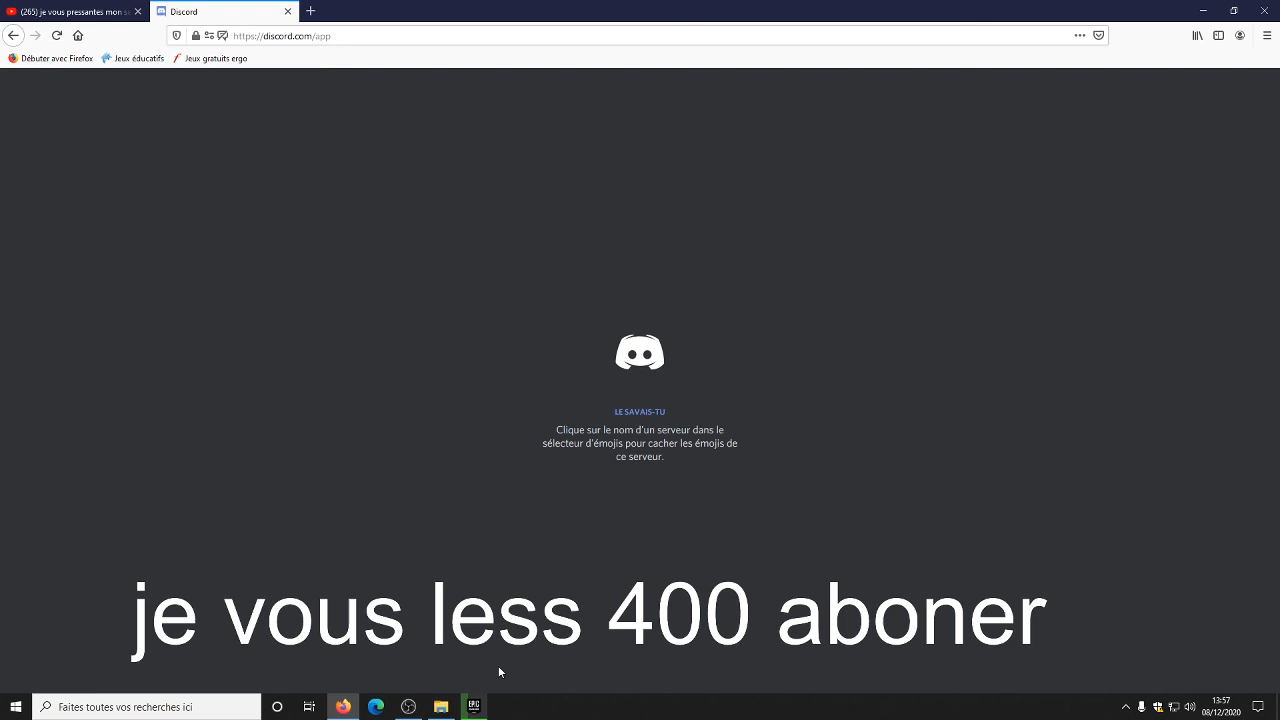 (265) je vous pressantes mon se
Discord
https://discord.com/app
Débuter avec Firefox
Jeux éducatifs
Jeux gratuits ergo
LE SAVAIS-TU
Clique sur le nom d'un serveur dans le
sélecteur d'émojis pour cacher les émojis de
ce serveur.
je vous less 400 aboner
Faites toutes vos recherches ici
EPIC
13:57
08/12/2020